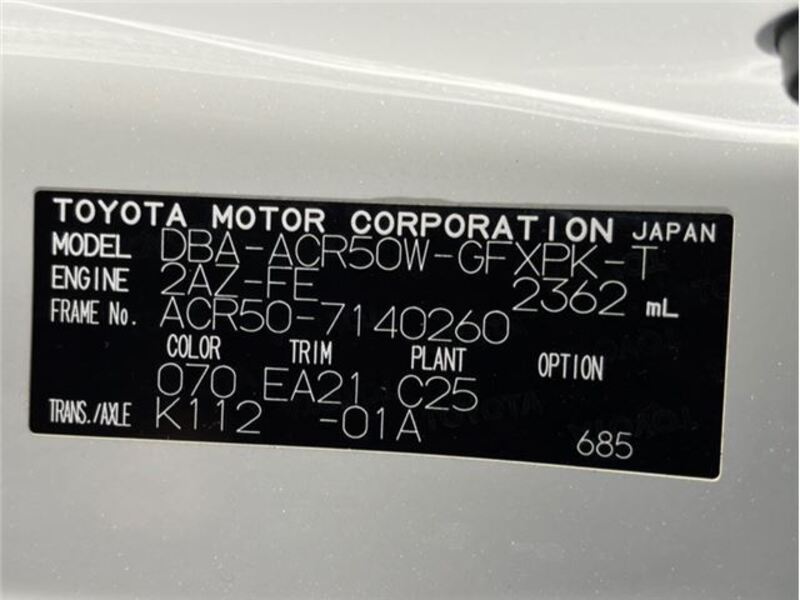 TOYOTA MOTOR CORPORATION JAPAN
MODEL DBA-ACR50W-GFXPK-T
ENGINE 2AZ-FE 2362 mL
FRAME No. ACR50-7140260
COLOR TRIM PLANT OPTION
070 EA21 C25
TRANS./AXLE K112 -01A
685